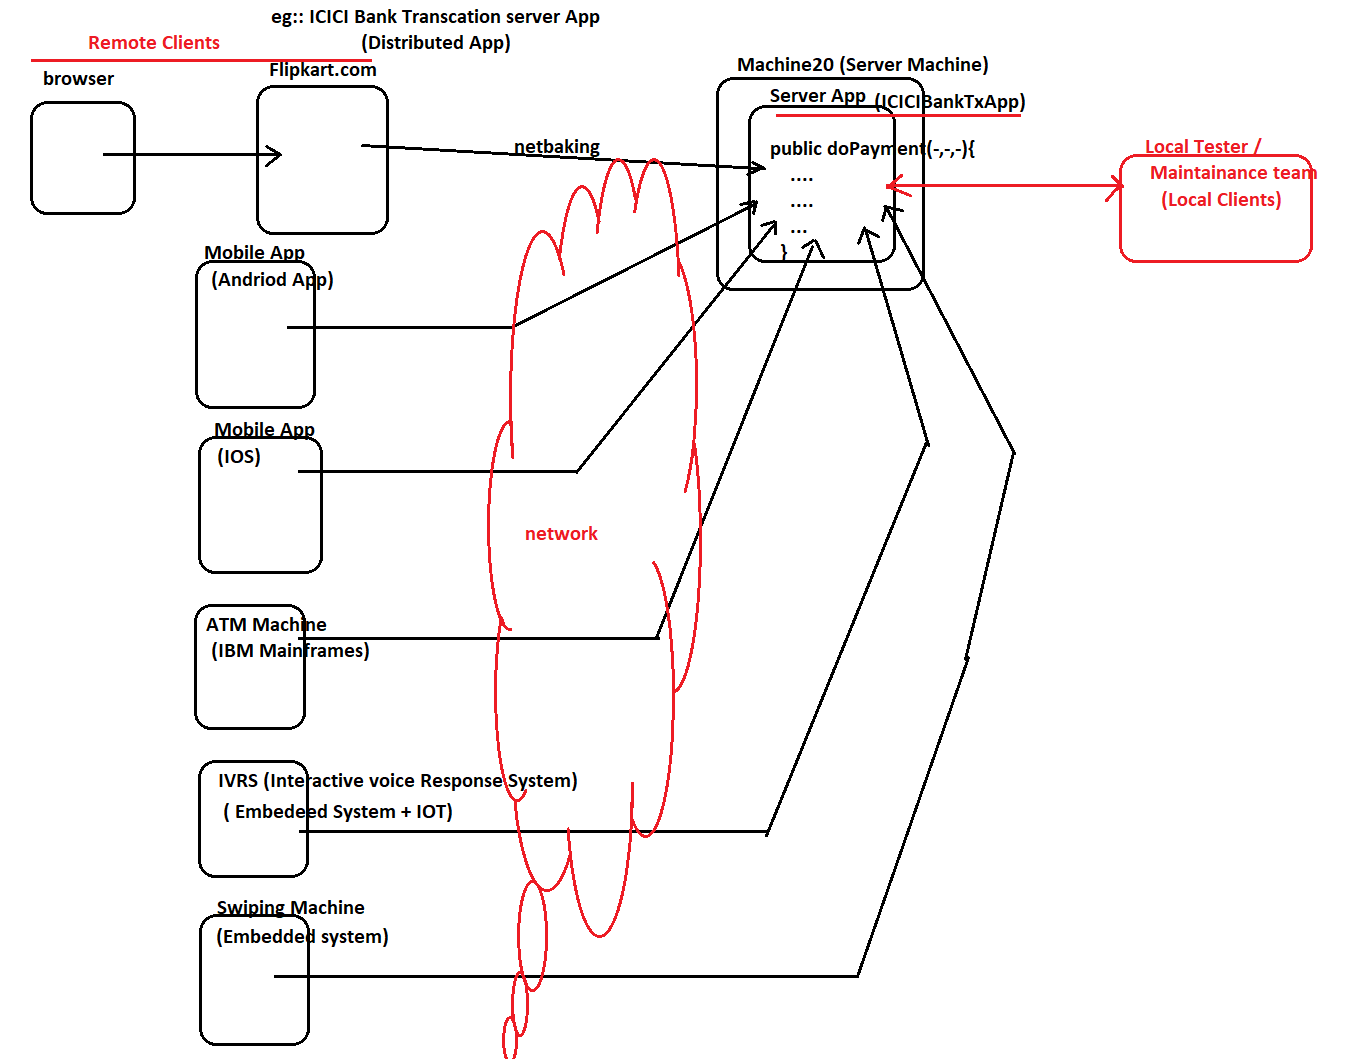 eg:: ICICI Bank Transcation server App
(Distributed App)
Remote Clients
browser
Flipkart.com
netbaking
Machine20 (Server Machine)
Server App (ICICIBankTxApp)
public doPayment(-,-,-){
....
....
...
}
Local Tester /
Maintainance team
(Local Clients)
Mobile App
(Andriod App)
Mobile App
(IOS)
network
ATM Machine
(IBM Mainframes)
IVRS (Interactive voice Response System)
( Embedeed System + IOT)
Swiping Machine
(Embedded system)